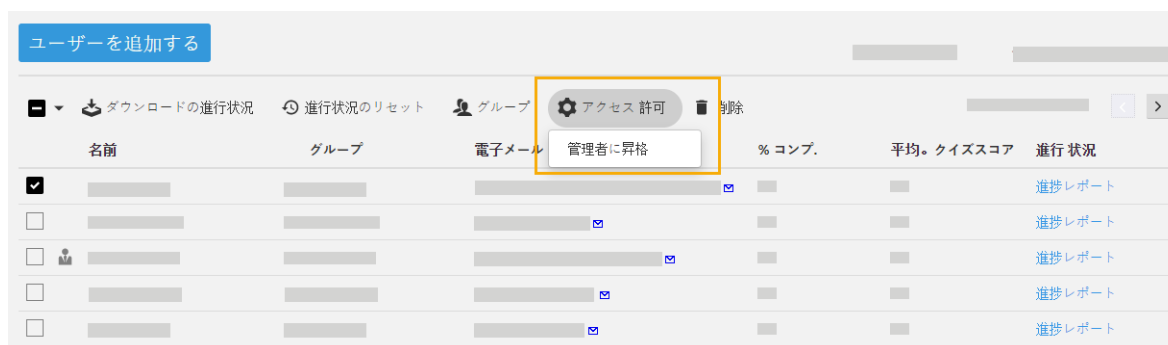 ユーザーを追加する
ダウンロードの進行状況 進行状況のリセット グループ アクセス 許可 削除
管理者に昇格
名前 グループ 電子メール % コンプ. 平均。クイズスコア 進行 状況
進捗レポート
進捗レポート
進捗レポート
進捗レポート
進捗レポート